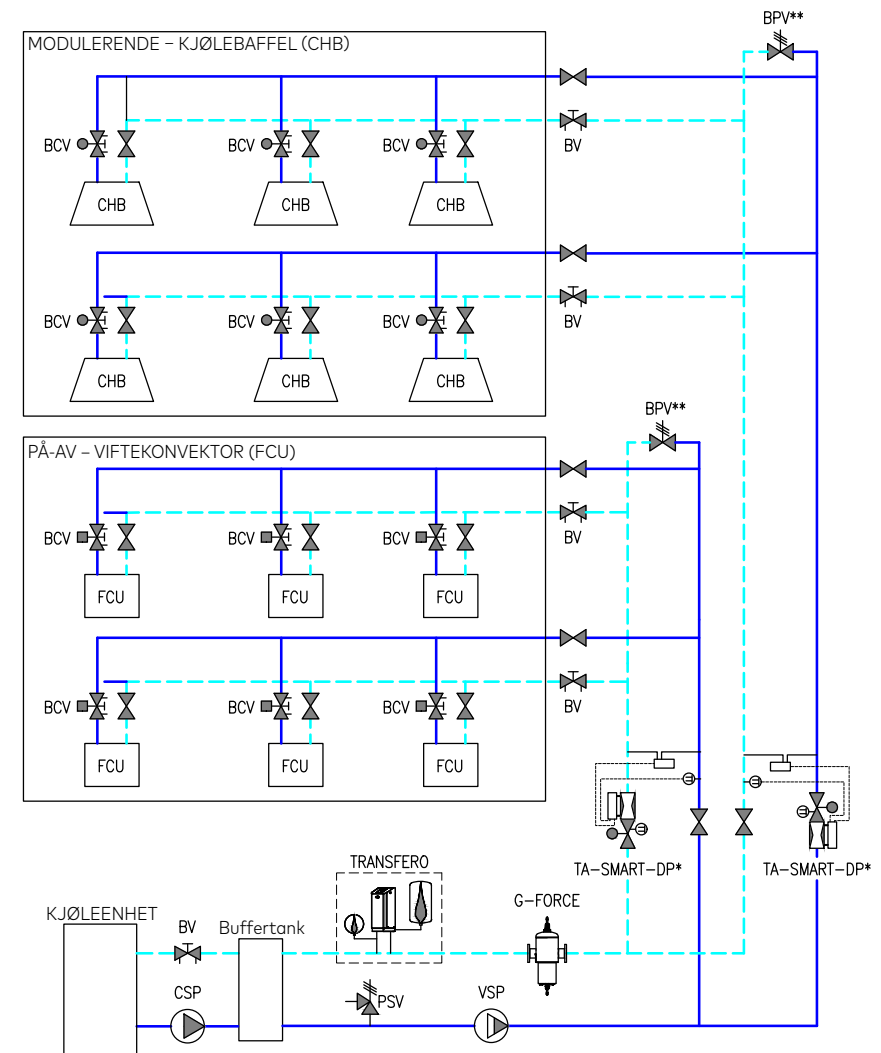 BPV**
MODULERENDE – KJØLEBAFFEL (CHB)
BCV BCV BCV BV
CHB CHB CHB
BCV BCV BCV BV
CHB CHB CHB
BPV**
PÅ-AV – VIFTEKONVEKTOR (FCU)
BCV BCV BCV BV
FCU FCU FCU
BCV BCV BCV BV
FCU FCU FCU
TA-SMART-DP* TA-SMART-DP*
TRANSFERO
G-FORCE
KJØLEENHET
BV Buffertank
CSP PSV VSP